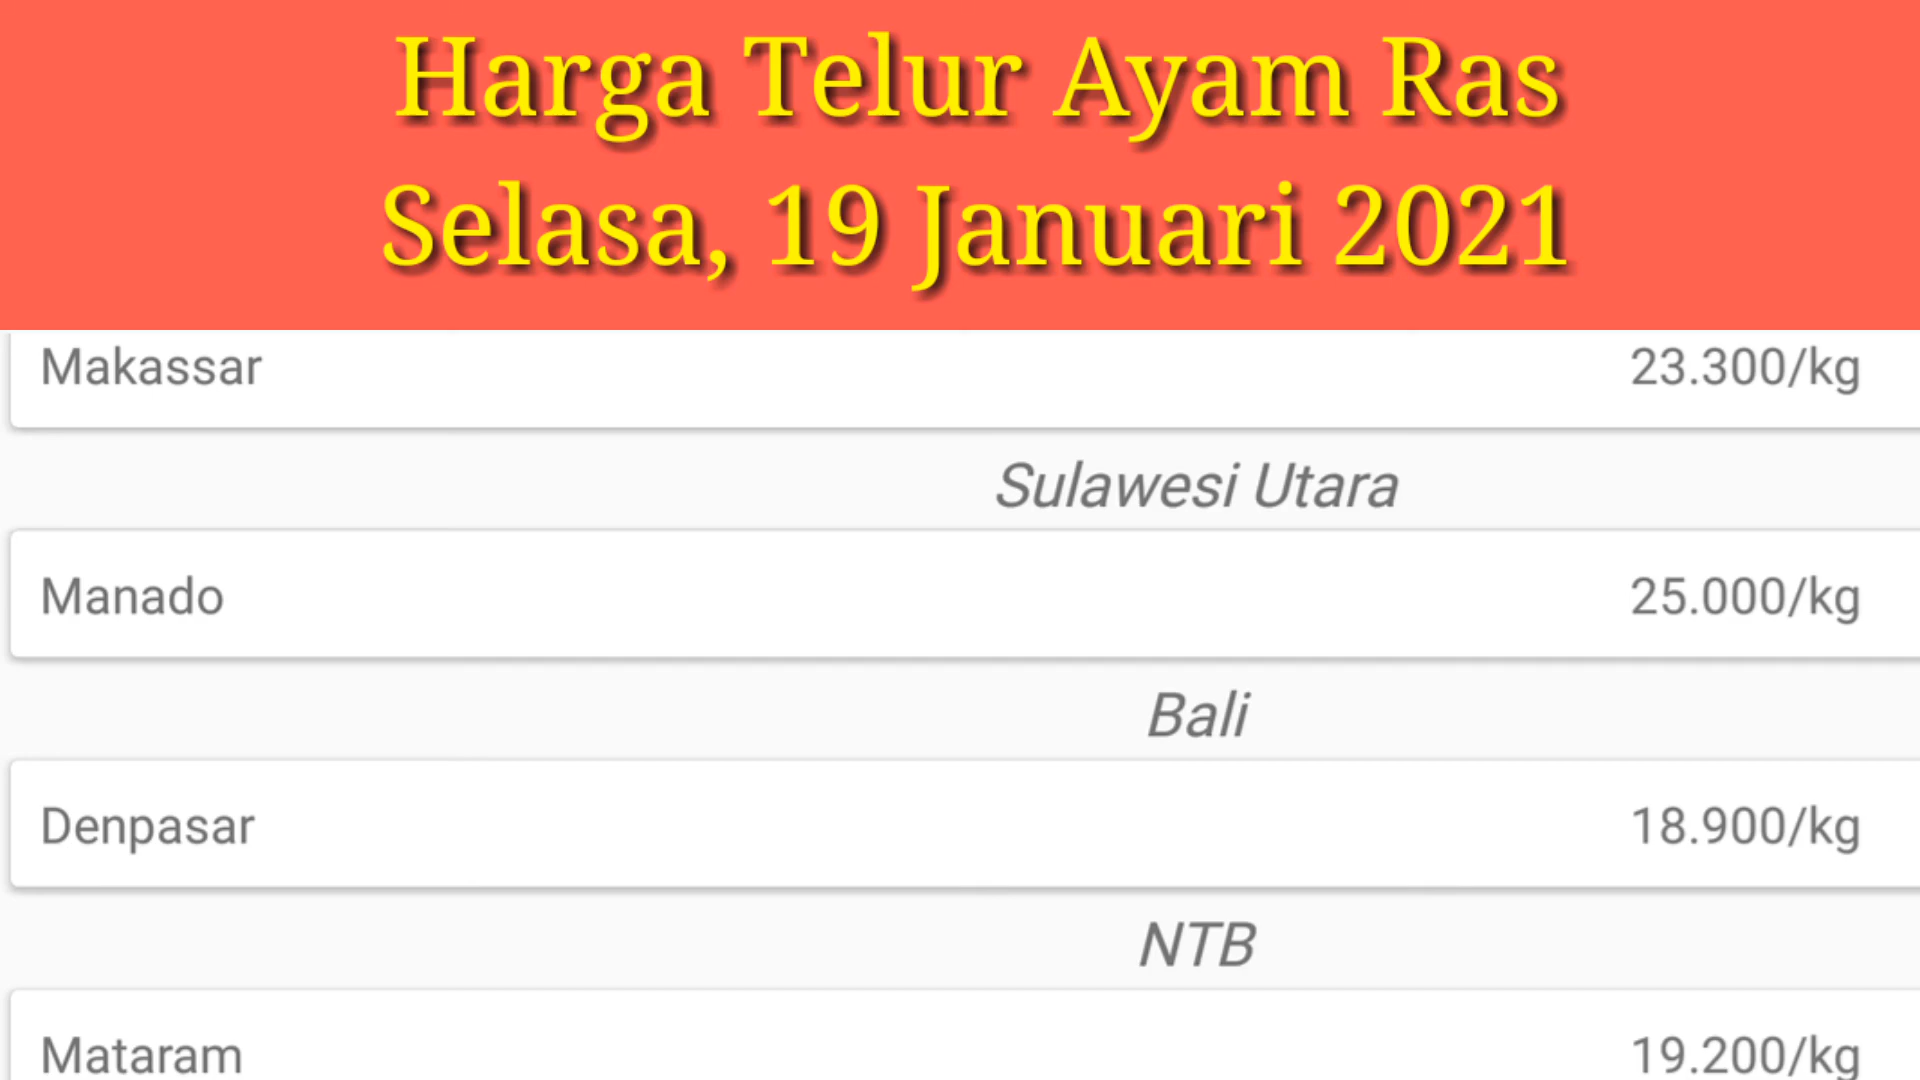 Harga Telur Ayam Ras
Selasa, 19 Januari 2021
Makassar 23.300/kg
Sulawesi Utara
Manado 25.000/kg
Bali
Denpasar 18.900/kg
NTB
Mataram 19.200/kg